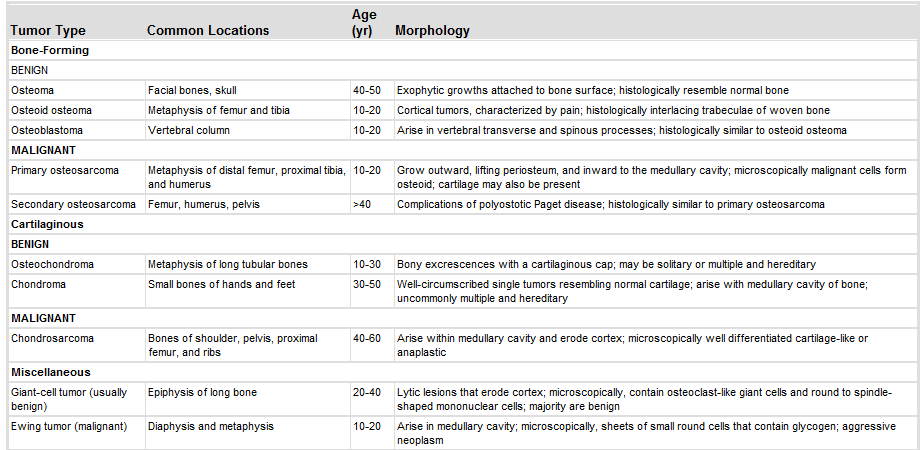 Tumor Type Common Locations Age (yr) Morphology
Bone-Forming
BENIGN
Osteoma Facial bones, skull 40-50 Exophytic growths attached to bone surface; histologically resemble normal bone
Osteoid osteoma Metaphysis of femur and tibia 10-20 Cortical tumors, characterized by pain; histologically interlacing trabeculae of woven bone
Osteoblastoma Vertebral column 10-20 Arise in vertebral transverse and spinous processes; histologically similar to osteoid osteoma
MALIGNANT
Primary osteosarcoma Metaphysis of distal femur, proximal tibia, and humerus 10-20 Grow outward, lifting periosteum, and inward to the medullary cavity; microscopically malignant cells form osteoid; cartilage may also be present
Secondary osteosarcoma Femur, humerus, pelvis >40 Complications of polyostotic Paget disease; histologically similar to primary osteosarcoma
Cartilaginous
BENIGN
Osteochondroma Metaphysis of long tubular bones 10-30 Bony excrescences with a cartilaginous cap; may be solitary or multiple and hereditary
Chondroma Small bones of hands and feet 30-50 Well-circumscribed single tumors resembling normal cartilage; arise with medullary cavity of bone; uncommonly multiple and hereditary
MALIGNANT
Chondrosarcoma Bones of shoulder, pelvis, proximal femur, and ribs 40-60 Arise within medullary cavity and erode cortex; microscopically well differentiated cartilage-like or anaplastic
Miscellaneous
Giant-cell tumor (usually benign) Epiphysis of long bone 20-40 Lytic lesions that erode cortex; microscopically, contain osteoclast-like giant cells and round to spindle-shaped mononuclear cells; majority are benign
Ewing tumor (malignant) Diaphysis and metaphysis 10-20 Arise in medullary cavity; microscopically, sheets of small round cells that contain glycogen; aggressive neoplasm